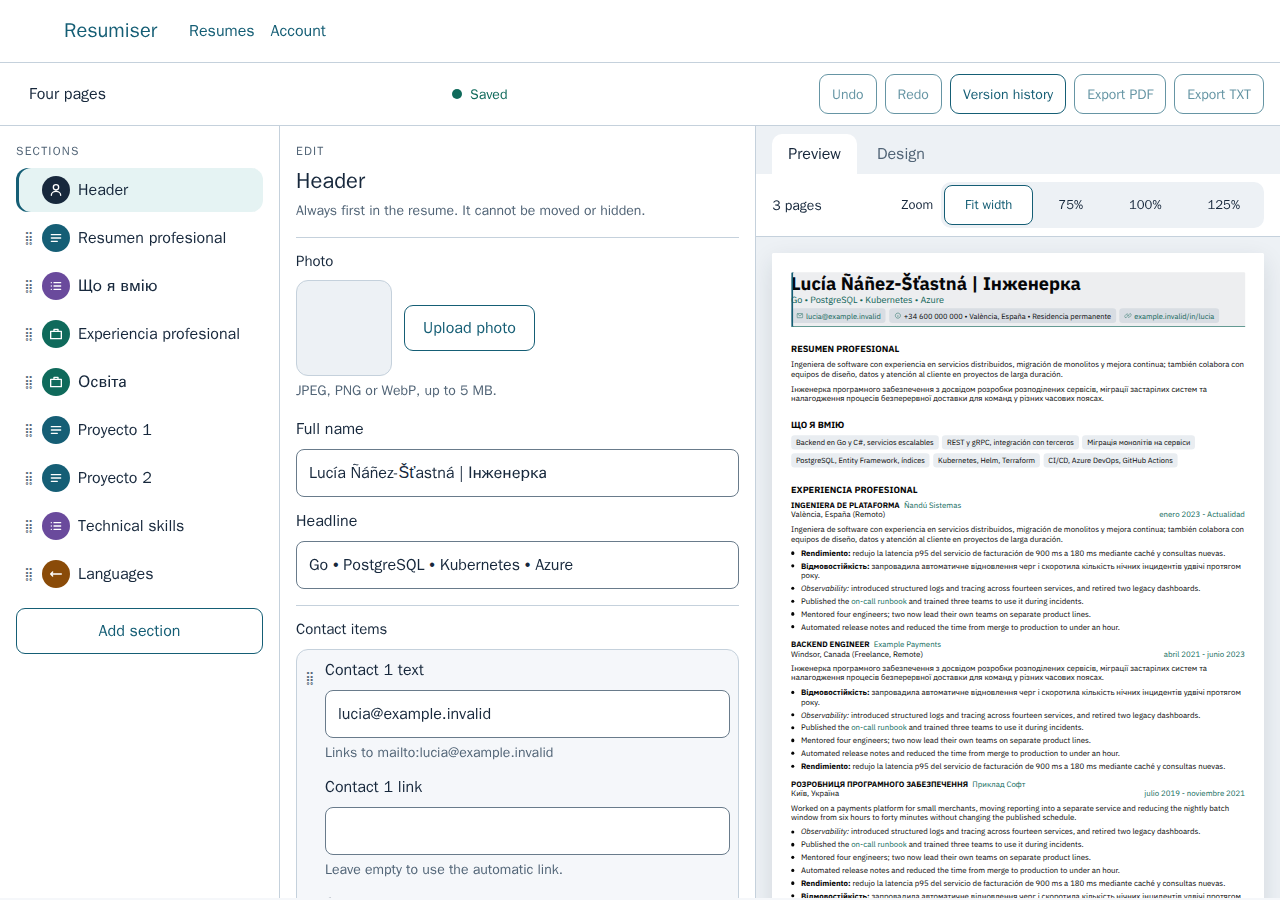 Resumiser
Resumes
Account
Four pages
Saved
Undo
Redo
Version history
Export PDF
Export TXT
SECTIONS
Header
Resumen profesional
Що я вмію
Experiencia profesional
Освіта
Proyecto 1
Proyecto 2
Technical skills
Languages
Add section
EDIT
Header
Always first in the resume. It cannot be moved or hidden.
Photo
Upload photo
JPEG, PNG or WebP, up to 5 MB.
Full name
Lucía Ñáñez-Šťastná | Інженерка
Headline
Go • PostgreSQL • Kubernetes • Azure
Contact items
Contact 1 text
lucia@example.invalid
Links to mailto:lucia@example.invalid
Contact 1 link
Leave empty to use the automatic link.
Preview
Design
3 pages
Zoom
Fit width
75%
100%
125%
Lucía Ñáñez-Šťastná | Інженерка
Go • PostgreSQL • Kubernetes • Azure
lucia@example.invalid
+34 600 000 000 • València, España • Residencia permanente
example.invalid/in/lucia
RESUMEN PROFESIONAL
Ingeniera de software con experiencia en servicios distribuidos, migración de monolitos y mejora continua; también colabora con
equipos de diseño, datos y atención al cliente en proyectos de larga duración.
Інженерка програмного забезпечення з досвідом розробки розподілених сервісів, міграції застарілих систем та
налагодження процесів безперервної доставки для команд у різних часових поясах.
ЩО Я ВМІЮ
Backend en Go y C#, servicios escalables
REST y gRPC, integración con terceros
Міграція монолітів на сервіси
PostgreSQL, Entity Framework, índices
Kubernetes, Helm, Terraform
CI/CD, Azure DevOps, GitHub Actions
EXPERIENCIA PROFESIONAL
INGENIERA DE PLATAFORMA Ñandú Sistemas
València, España (Remoto)
enero 2023 - Actualidad
Ingeniera de software con experiencia en servicios distribuidos, migración de monolitos y mejora continua; también colabora con
equipos de diseño, datos y atención al cliente en proyectos de larga duración.
• Rendimiento: redujo la latencia p95 del servicio de facturación de 900 ms a 180 ms mediante caché y consultas nuevas.
• Відмовостійкість: запровадила автоматичне відновлення черг і скоротила кількість нічних інцидентів удвічі протягом
року.
• Observability: introduced structured logs and tracing across fourteen services, and retired two legacy dashboards.
• Published the on-call runbook and trained three teams to use it during incidents.
• Mentored four engineers; two now lead their own teams on separate product lines.
• Automated release notes and reduced the time from merge to production to under an hour.
BACKEND ENGINEER Example Payments
Windsor, Canada (Freelance, Remote)
abril 2021 - junio 2023
Інженерка програмного забезпечення з досвідом розробки розподілених сервісів, міграції застарілих систем та
налагодження процесів безперервної доставки для команд у різних часових поясах.
• Відмовостійкість: запровадила автоматичне відновлення черг і скоротила кількість нічних інцидентів удвічі протягом
року.
• Observability: introduced structured logs and tracing across fourteen services, and retired two legacy dashboards.
• Published the on-call runbook and trained three teams to use it during incidents.
• Mentored four engineers; two now lead their own teams on separate product lines.
• Automated release notes and reduced the time from merge to production to under an hour.
• Rendimiento: redujo la latencia p95 del servicio de facturación de 900 ms a 180 ms mediante caché y consultas nuevas.
РОЗРОБНИЦЯ ПРОГРАМНОГО ЗАБЕЗПЕЧЕННЯ Приклад Софт
Київ, Україна
julio 2019 - noviembre 2021
Worked on a payments platform for small merchants, moving reporting into a separate service and reducing the nightly batch
window from six hours to forty minutes without changing the published schedule.
• Observability: introduced structured logs and tracing across fourteen services, and retired two legacy dashboards.
• Published the on-call runbook and trained three teams to use it during incidents.
• Mentored four engineers; two now lead their own teams on separate product lines.
• Automated release notes and reduced the time from merge to production to under an hour.
• Rendimiento: redujo la latencia p95 del servicio de facturación de 900 ms a 180 ms mediante caché y consultas nuevas.
• Відмовостійкість: запровадила автоматичне відновлення черг і скоротила кількість нічних інцидентів удвічі протягом